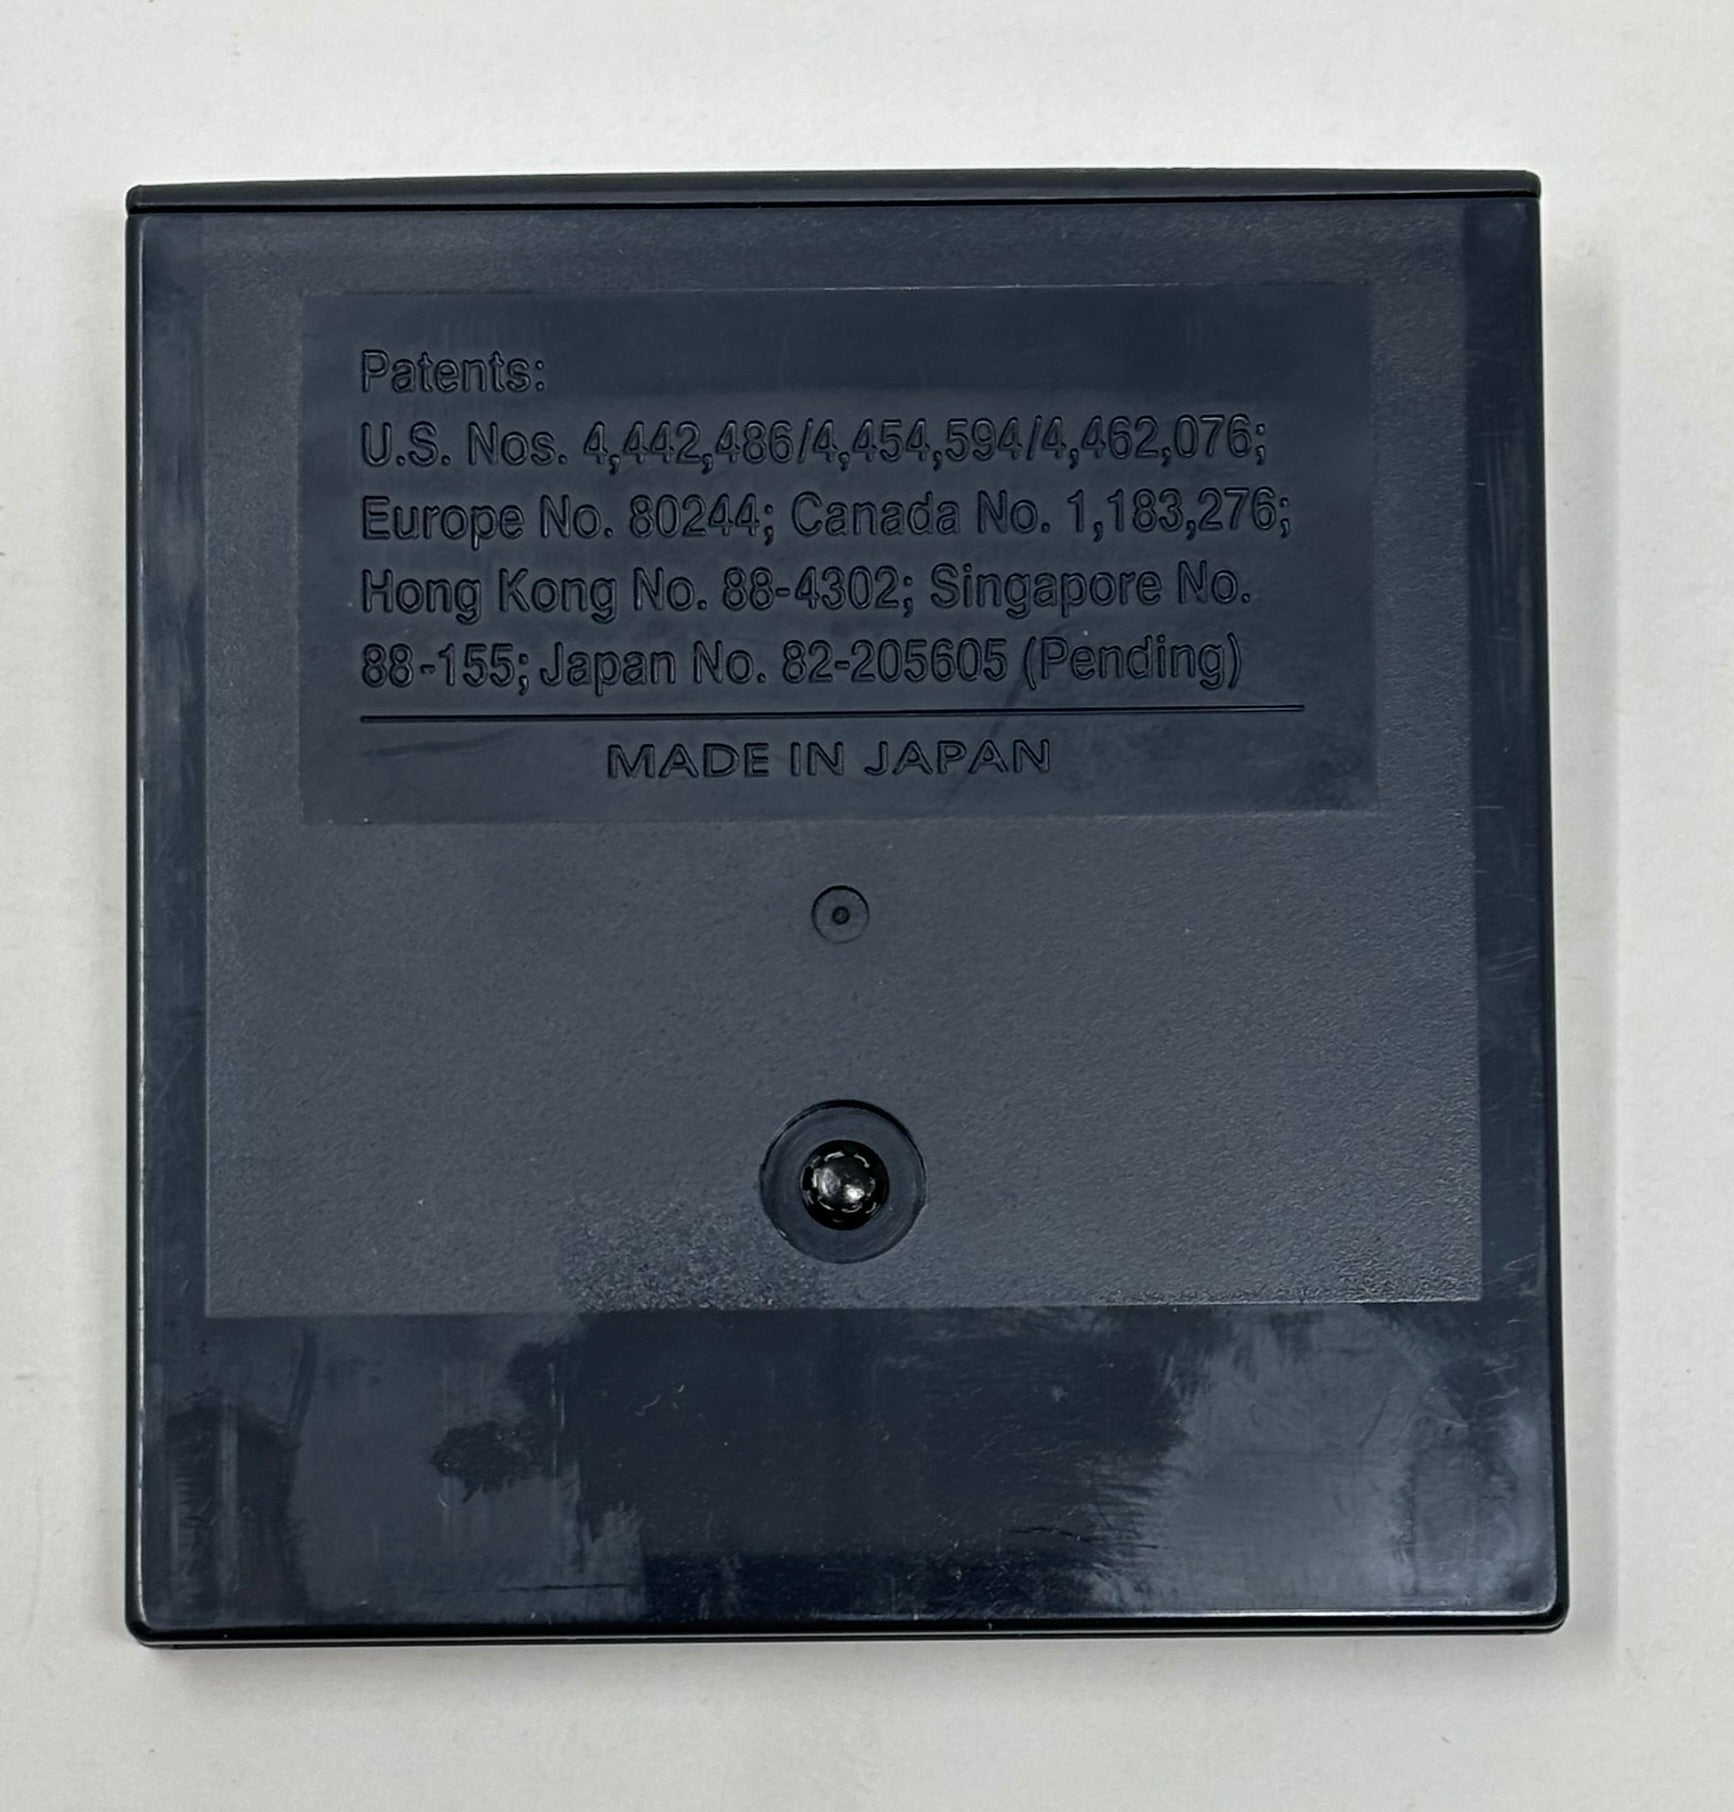 Patents:
U.S. Nos. 4,442,486/4,454,594/4,462,076;
Europe No. 80244; Canada No. 1,183,276;
Hong Kong No. 88-4302; Singapore No.
88-155; Japan No. 82-205605 (Pending)
MADE IN JAPAN